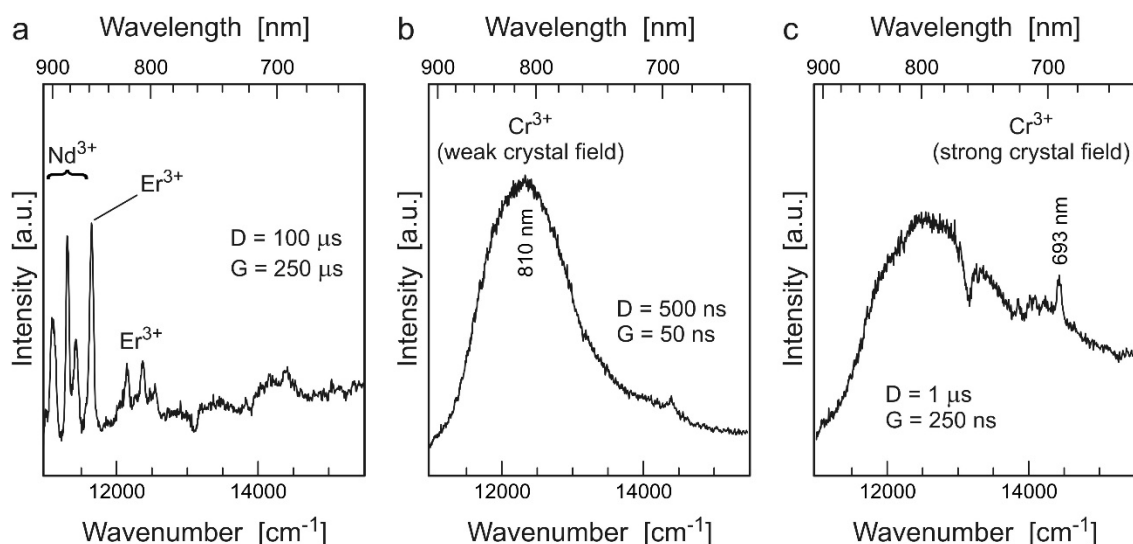 a
Wavelength [nm]
900
800
700
Nd³⁺
Er³⁺
D = 100 μs
G = 250 μs
Er³⁺
Intensity [a.u.]
12000
14000
Wavenumber [cm⁻¹]
b
Wavelength [nm]
900
800
700
Cr³⁺
(weak crystal field)
810 nm
D = 500 ns
G = 50 ns
Intensity [a.u.]
12000
14000
Wavenumber [cm⁻¹]
c
Wavelength [nm]
900
800
700
Cr³⁺
(strong crystal field)
693 nm
D = 1 μs
G = 250 ns
Intensity [a.u.]
12000
14000
Wavenumber [cm⁻¹]